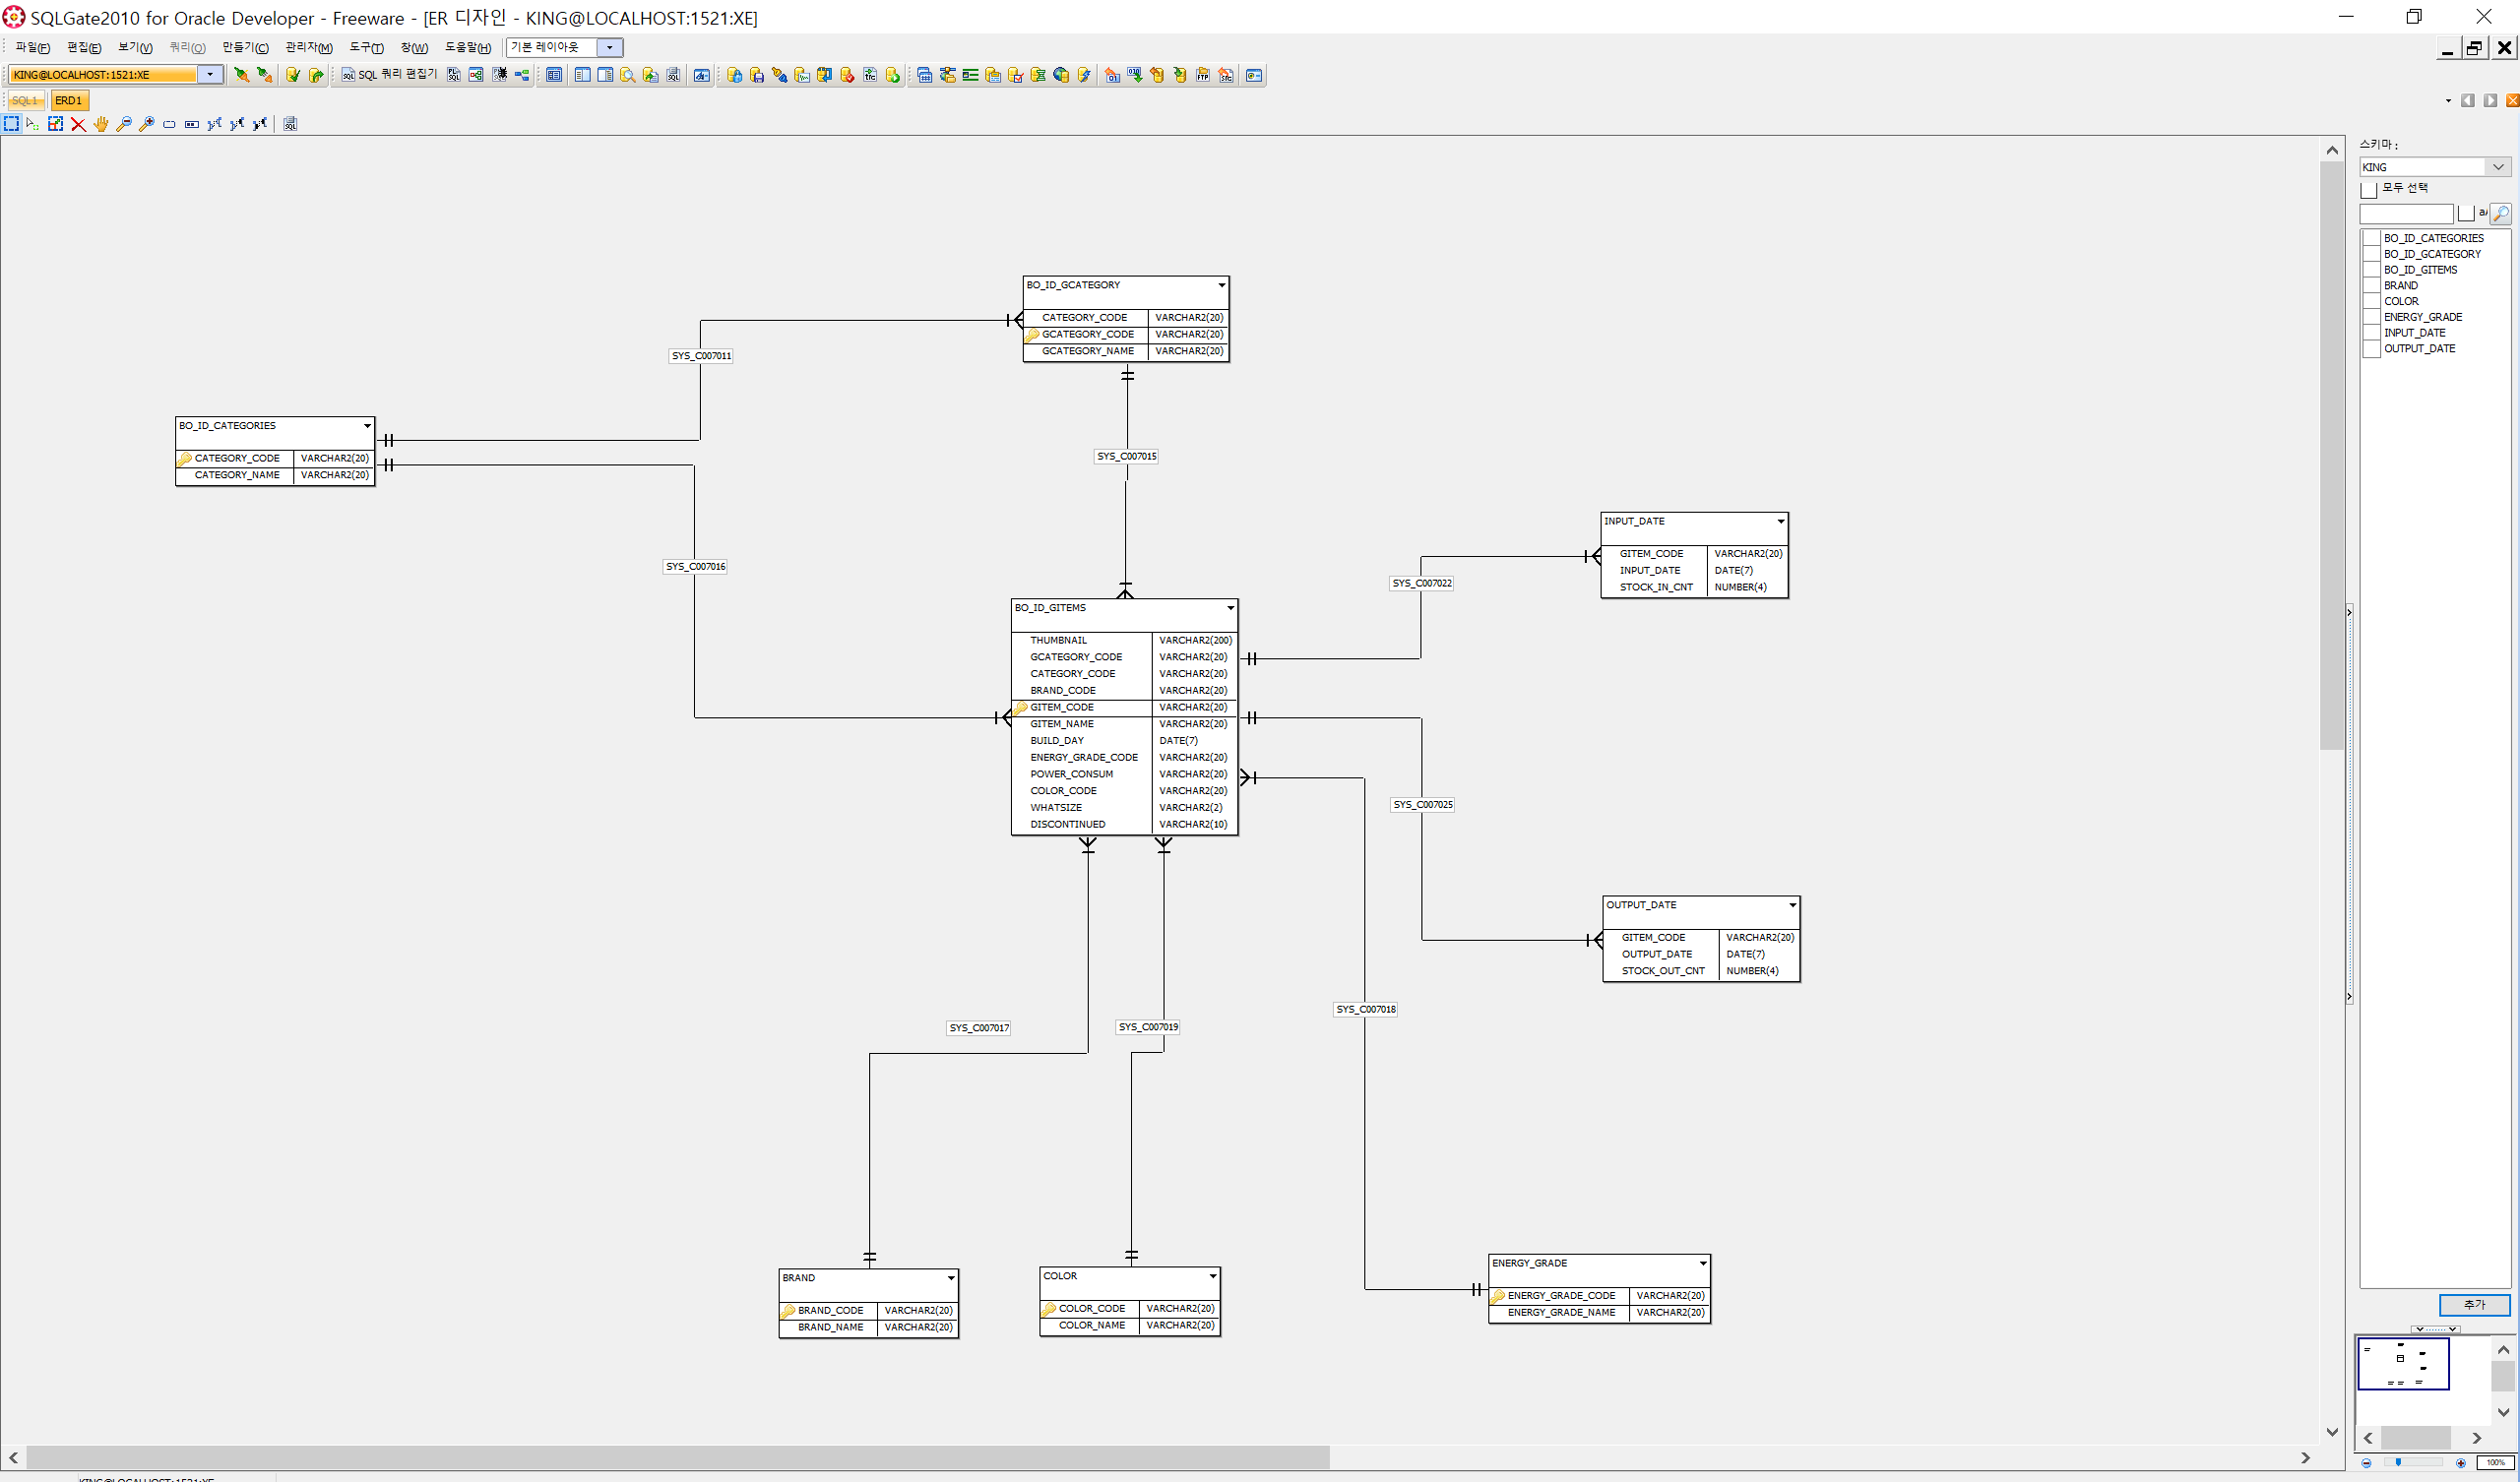 SQLGate2010 for Oracle Developer - Freeware - [ER 디자인 - KING@LOCALHOST:1521:XE]
파일(F) 편집(E) 보기(V) 쿼리(Q) 만들기(C) 관리자(M) 도구(T) 창(W) 도움말(H) 기본 레이아웃
KING@LOCALHOST:1521:XE SQL 쿼리 편집기
SQL1 ERD1
스키마 :
KING
모두 선택
BO_ID_CATEGORIES
BO_ID_GCATEGORY
BO_ID_GITEMS
BRAND
COLOR
ENERGY_GRADE
INPUT_DATE
OUTPUT_DATE
BO_ID_GCATEGORY
CATEGORY_CODE VARCHAR2(20)
GCATEGORY_CODE VARCHAR2(20)
GCATEGORY_NAME VARCHAR2(20)
SYS_C007011
BO_ID_CATEGORIES
CATEGORY_CODE VARCHAR2(20)
CATEGORY_NAME VARCHAR2(20)
SYS_C007015
SYS_C007016
INPUT_DATE
GITEM_CODE VARCHAR2(20)
INPUT_DATE DATE(7)
STOCK_IN_CNT NUMBER(4)
SYS_C007022
BO_ID_GITEMS
THUMBNAIL VARCHAR2(200)
GCATEGORY_CODE VARCHAR2(20)
CATEGORY_CODE VARCHAR2(20)
BRAND_CODE VARCHAR2(20)
GITEM_CODE VARCHAR2(20)
GITEM_NAME VARCHAR2(20)
BUILD_DAY DATE(7)
ENERGY_GRADE_CODE VARCHAR2(20)
POWER_CONSUM VARCHAR2(20)
COLOR_CODE VARCHAR2(20)
WHATSIZE VARCHAR2(2)
DISCONTINUED VARCHAR2(10)
SYS_C007025
OUTPUT_DATE
GITEM_CODE VARCHAR2(20)
OUTPUT_DATE DATE(7)
STOCK_OUT_CNT NUMBER(4)
SYS_C007018
SYS_C007017
SYS_C007019
BRAND
BRAND_CODE VARCHAR2(20)
BRAND_NAME VARCHAR2(20)
COLOR
COLOR_CODE VARCHAR2(20)
COLOR_NAME VARCHAR2(20)
ENERGY_GRADE
ENERGY_GRADE_CODE VARCHAR2(20)
ENERGY_GRADE_NAME VARCHAR2(20)
추가
100%
KING@LOCALHOST:1521:XE